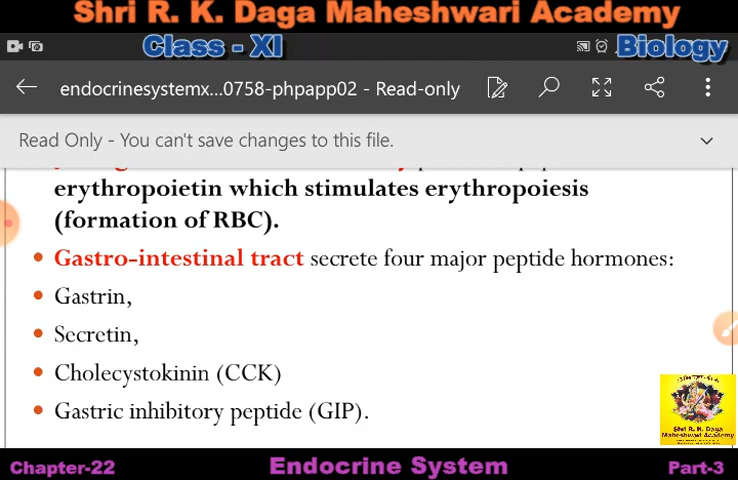 Shri R. K. Daga Maheshwari Academy
Class - XI
Biology
endocrinesystemx...0758-phpapp02 - Read-only
Read Only - You can't save changes to this file.
erythropoietin which stimulates erythropoiesis
(formation of RBC).
• Gastro-intestinal tract secrete four major peptide hormones:
• Gastrin,
• Secretin,
• Cholecystokinin (CCK)
• Gastric inhibitory peptide (GIP).
Shri R. K. Daga
Maheshwari Academy
Chapter-22
Endocrine System
Part-3